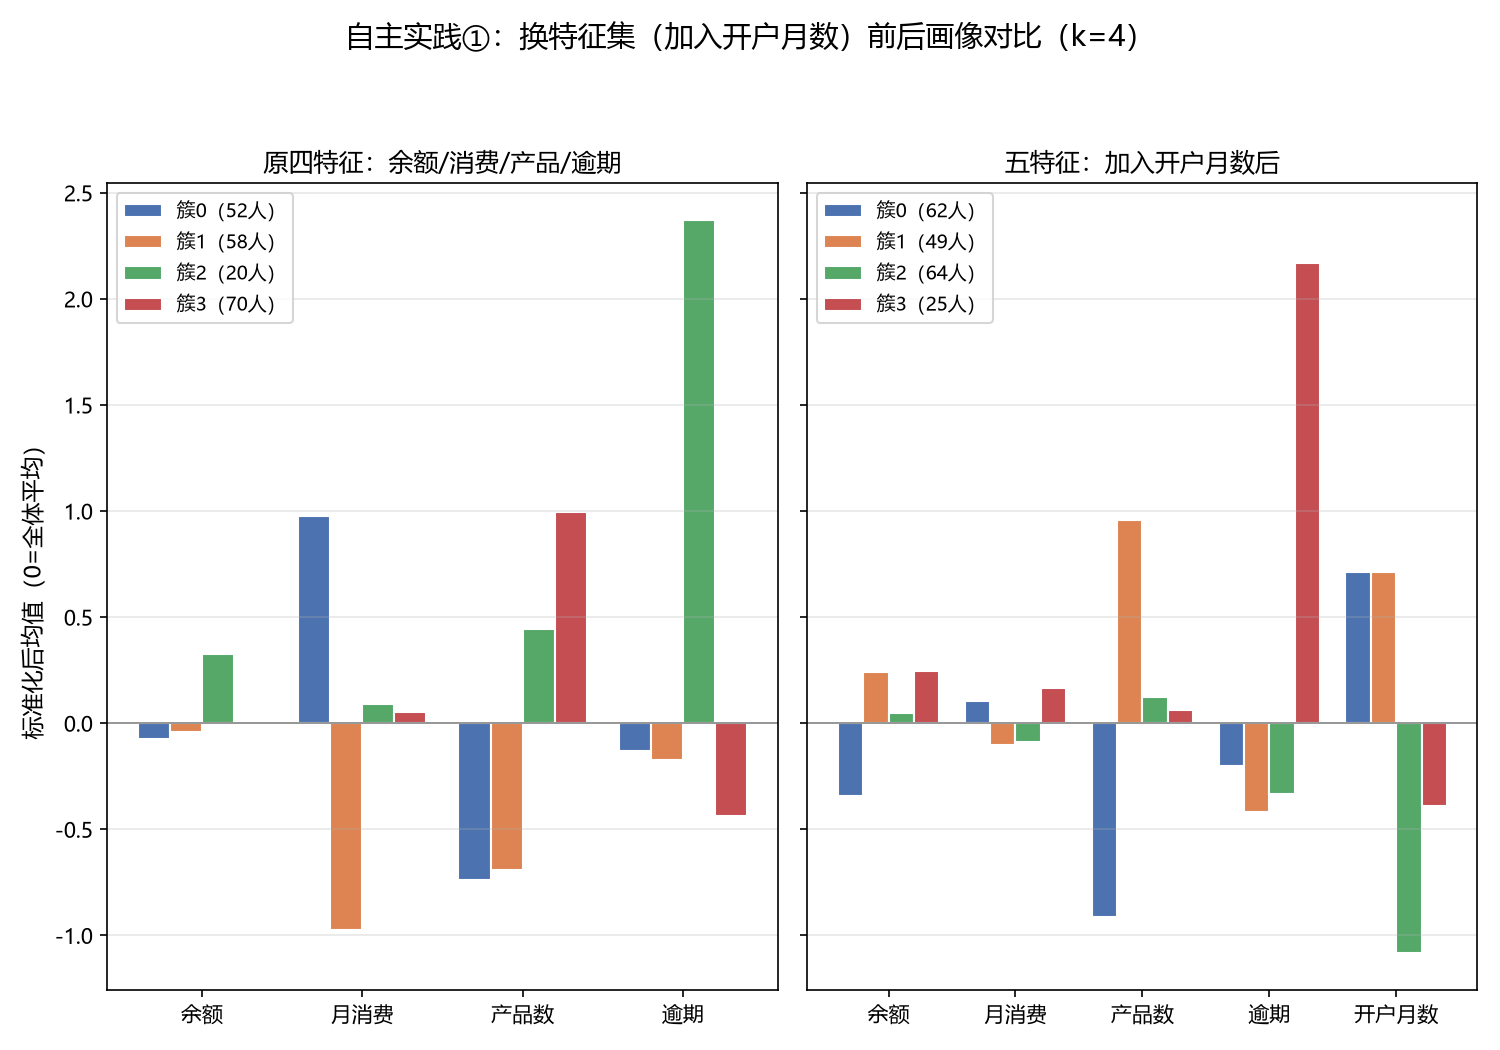 自主实践①：换特征集（加入开户月数）前后画像对比（k=4）
原四特征：余额/消费/产品/逾期
标准化后均值（0=全体平均）
2.5
2.0
1.5
1.0
0.5
0.0
-0.5
-1.0
簇0（52人）
簇1（58人）
簇2（20人）
簇3（70人）
余额
月消费
产品数
逾期
五特征：加入开户月数后
簇0（62人）
簇1（49人）
簇2（64人）
簇3（25人）
余额
月消费
产品数
逾期
开户月数